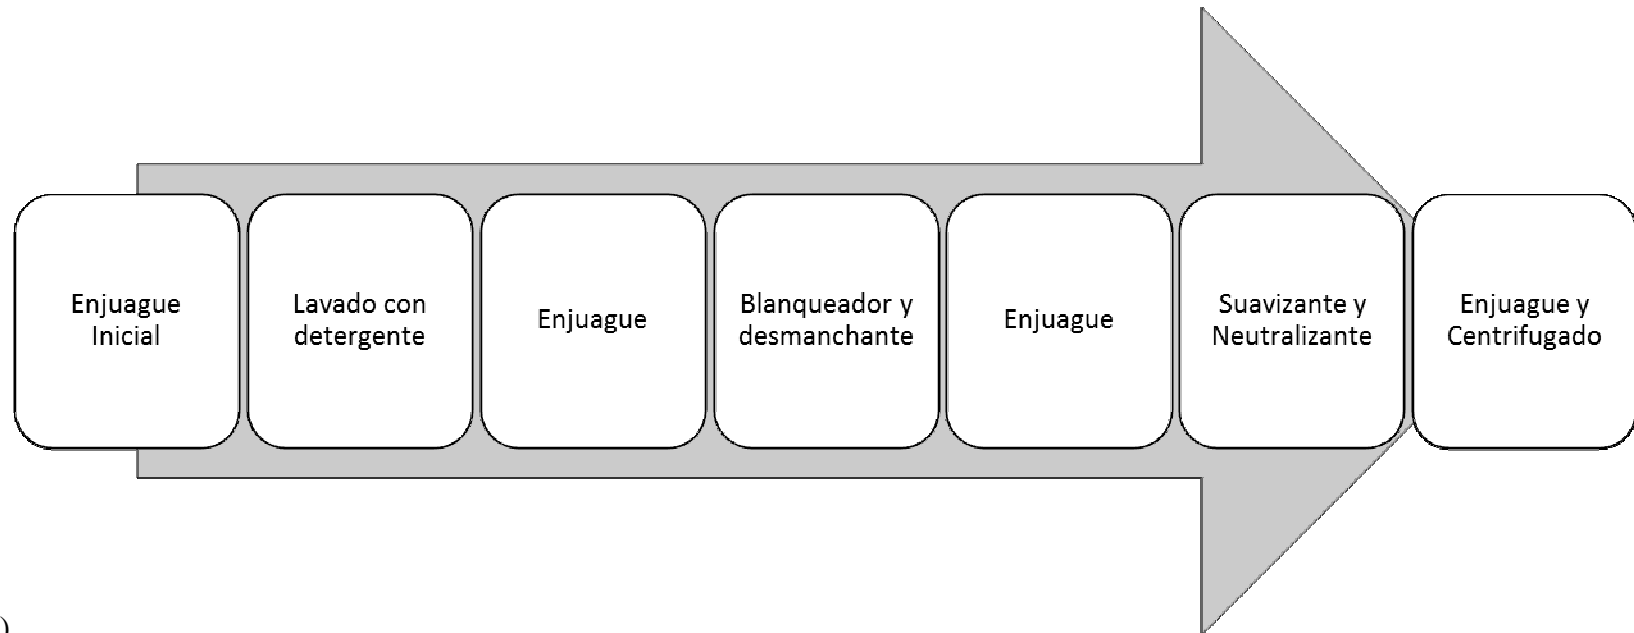 Enjuague
Inicial
Lavado con
detergente
Enjuague
Blanqueador y
desmanchante
Enjuague
Suavizante y
Neutralizante
Enjuague y
Centrifugado
)